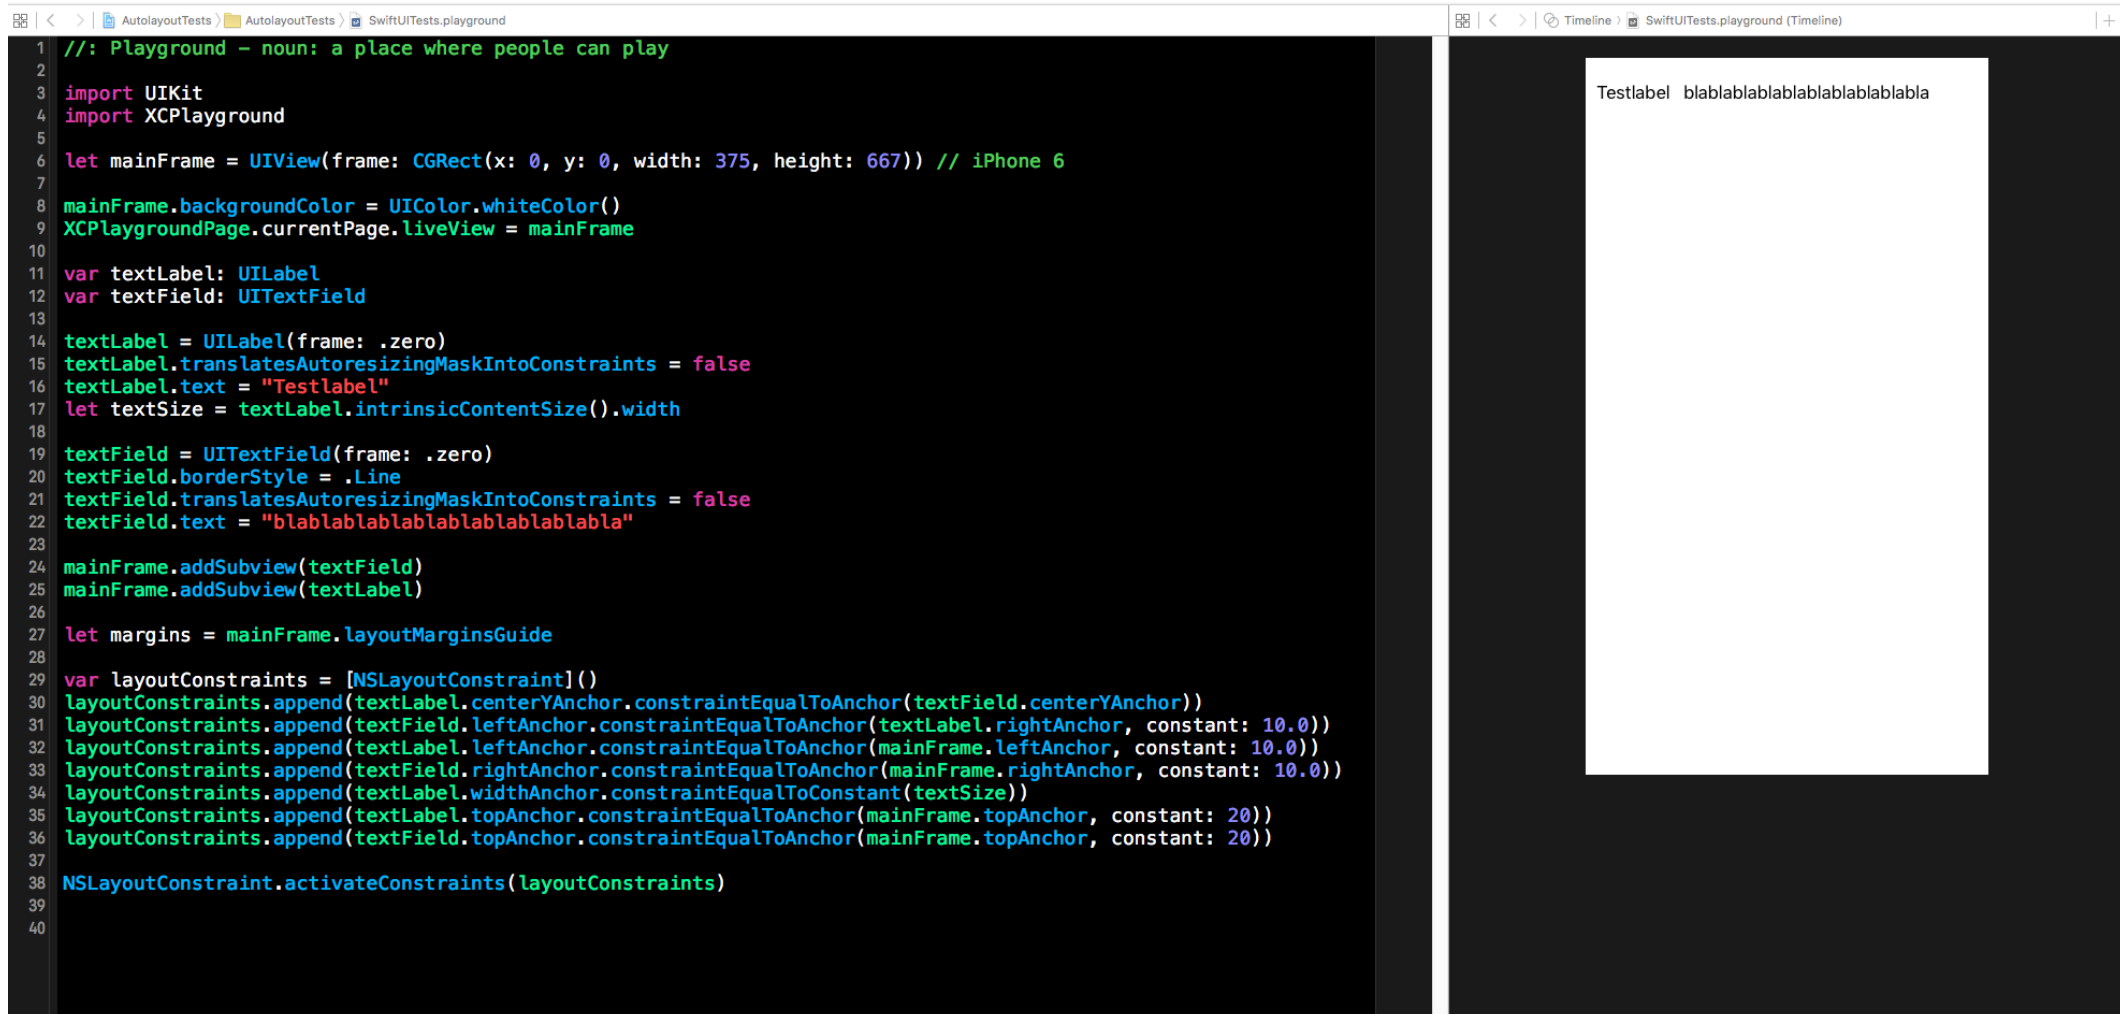 AutolayoutTests AutolayoutTests SwiftUITests.playground
1 //: Playground – noun: a place where people can play
2
3 import UIKit
4 import XCPlayground
5
6 let mainFrame = UIView(frame: CGRect(x: 0, y: 0, width: 375, height: 667)) // iPhone 6
7
8 mainFrame.backgroundColor = UIColor.whiteColor()
9 XCPlaygroundPage.currentPage.liveView = mainFrame
10
11 var textLabel: UILabel
12 var textField: UITextField
13
14 textLabel = UILabel(frame: .zero)
15 textLabel.translatesAutoresizingMaskIntoConstraints = false
16 textLabel.text = "Testlabel"
17 let textSize = textLabel.intrinsicContentSize().width
18
19 textField = UITextField(frame: .zero)
20 textField.borderStyle = .Line
21 textField.translatesAutoresizingMaskIntoConstraints = false
22 textField.text = "blablablablablablablablablabla"
23
24 mainFrame.addSubview(textField)
25 mainFrame.addSubview(textLabel)
26
27 let margins = mainFrame.layoutMarginsGuide
28
29 var layoutConstraints = [NSLayoutConstraint]()
30 layoutConstraints.append(textLabel.centerYAnchor.constraintEqualToAnchor(textField.centerYAnchor))
31 layoutConstraints.append(textField.leftAnchor.constraintEqualToAnchor(textLabel.rightAnchor, constant: 10.0))
32 layoutConstraints.append(textLabel.leftAnchor.constraintEqualToAnchor(mainFrame.leftAnchor, constant: 10.0))
33 layoutConstraints.append(textField.rightAnchor.constraintEqualToAnchor(mainFrame.rightAnchor, constant: 10.0))
34 layoutConstraints.append(textLabel.widthAnchor.constraintEqualToConstant(textSize))
35 layoutConstraints.append(textLabel.topAnchor.constraintEqualToAnchor(mainFrame.topAnchor, constant: 20))
36 layoutConstraints.append(textField.topAnchor.constraintEqualToAnchor(mainFrame.topAnchor, constant: 20))
37
38 NSLayoutConstraint.activateConstraints(layoutConstraints)
39
40
Timeline SwiftUITests.playground (Timeline)
Testlabel blablablablablablablablablabla